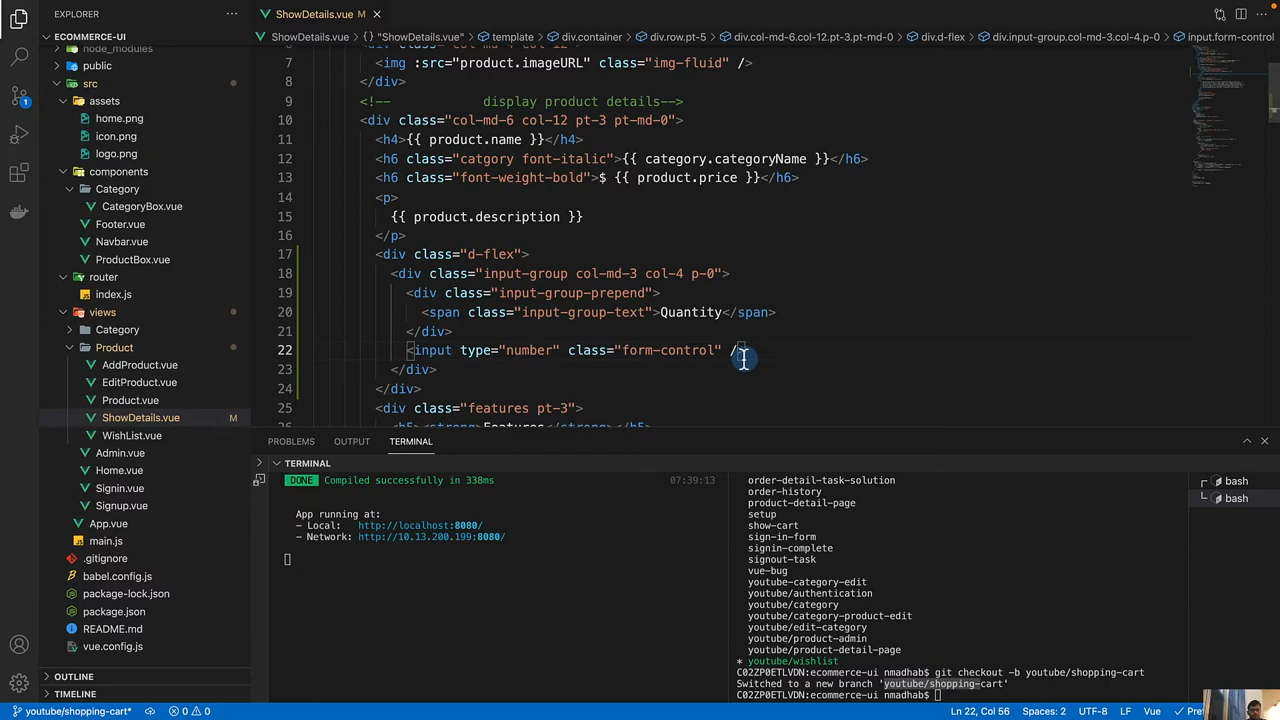 EXPLORER
ECOMMERCE-UI
node_modules
public
src
assets
home.png
icon.png
logo.png
components
Category
CategoryBox.vue
Footer.vue
Navbar.vue
ProductBox.vue
router
index.js
views
Category
Product
AddProduct.vue
EditProduct.vue
Product.vue
ShowDetails.vue M
WishList.vue
Admin.vue
Home.vue
Signin.vue
Signup.vue
App.vue
main.js
.gitignore
babel.config.js
package-lock.json
package.json
README.md
vue.config.js
OUTLINE
TIMELINE
ShowDetails.vue M
ShowDetails.vue > {} "ShowDetails.vue" > template > div.container > div.row.pt-5 > div.col-md-6.col-12.pt-3.pt-md-0 > div.d-flex > div.input-group.col-md-3.col-4.p-0 > input.form-control
7 <img :src="product.imageURL" class="img-fluid" />
8 </div>
9 <!-- display product details-->
10 <div class="col-md-6 col-12 pt-3 pt-md-0">
11 <h4>{{ product.name }}</h4>
12 <h6 class="catgory font-italic">{{ category.categoryName }}</h6>
13 <h6 class="font-weight-bold">$ {{ product.price }}</h6>
14 <p>
15 {{ product.description }}
16 </p>
17 <div class="d-flex">
18 <div class="input-group col-md-3 col-4 p-0">
19 <div class="input-group-prepend">
20 <span class="input-group-text">Quantity</span>
21 </div>
22 <input type="number" class="form-control" />
23 </div>
24 </div>
25 <div class="features pt-3">
26 <h5><strong>Features</strong></h5>
PROBLEMS OUTPUT TERMINAL
TERMINAL
DONE Compiled successfully in 338ms 07:39:13
App running at:
- Local: http://localhost:8080/
- Network: http://10.13.200.199:8080/
order-detail-task-solution
order-history
product-detail-page
setup
show-cart
sign-in-form
signin-complete
signout-task
vue-bug
youtube-category-edit
youtube/authentication
youtube/category
youtube/category-product-edit
youtube/edit-category
youtube/product-admin
youtube/product-detail-page
* youtube/wishlist
C02ZP0ETLVDN:ecommerce-ui nmadhab$ git checkout -b youtube/shopping-cart
Switched to a new branch 'youtube/shopping-cart'
C02ZP0ETLVDN:ecommerce-ui nmadhab$
bash
bash
youtube/shopping-cart* 0 0 Ln 22, Col 56 Spaces: 2 UTF-8 LF Vue